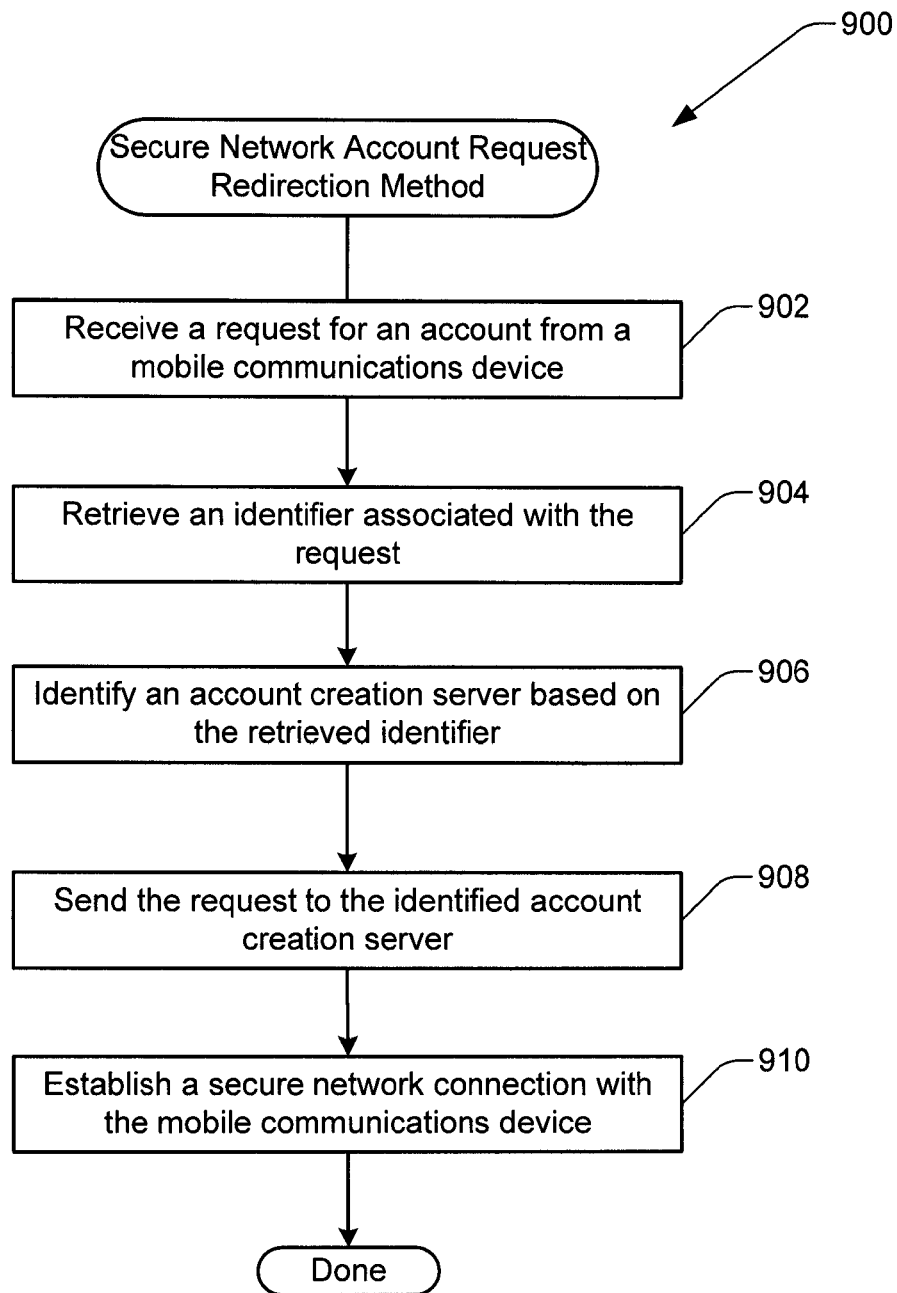 900
Secure Network Account Request
Redirection Method
902
Receive a request for an account from a
mobile communications device
904
Retrieve an identifier associated with the
request
906
Identify an account creation server based on
the retrieved identifier
908
Send the request to the identified account
creation server
910
Establish a secure network connection with
the mobile communications device
Done